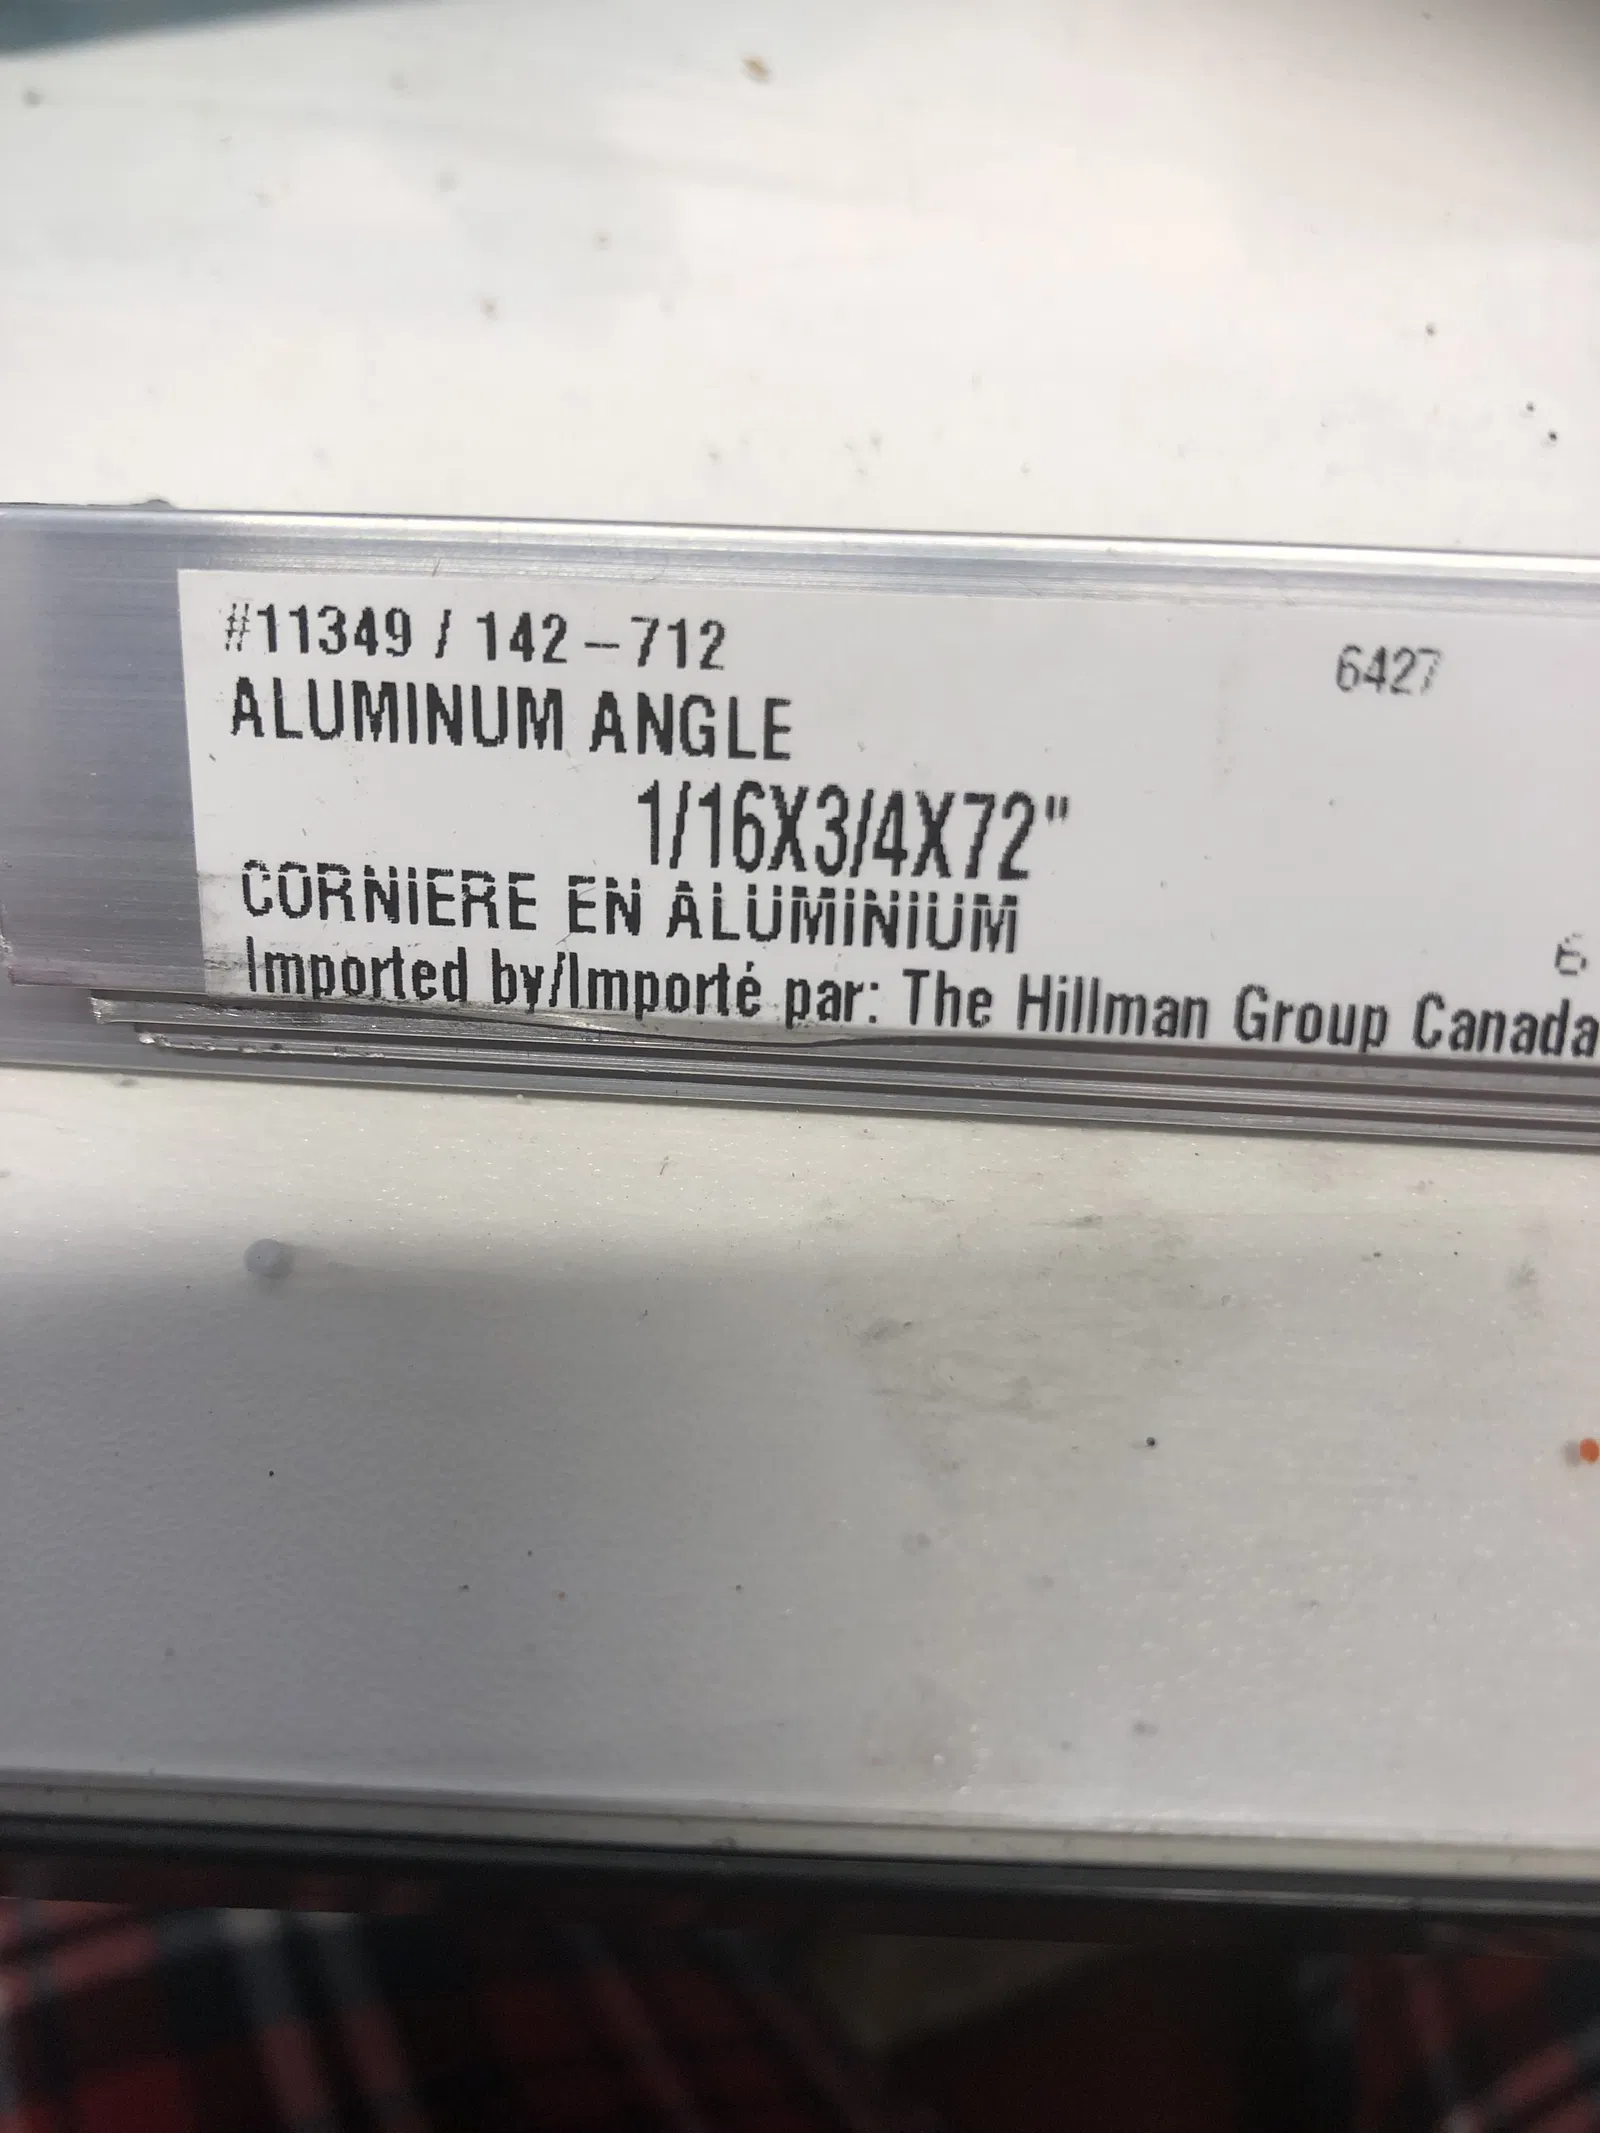 #11349 / 142-712 6427
ALUMINUM ANGLE
1/16X3/4X72"
CORNIERE EN ALUMINIUM
Imported by/Importé par: The Hillman Group Canada